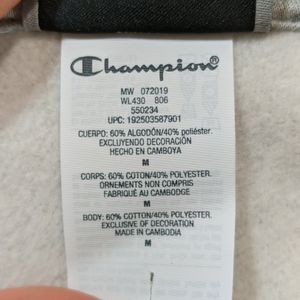 Champion®
MW 072019
WL430 806
550234
UPC: 192503587901
CUERPO: 60% ALGODÓN/40% poliéster.
EXCLUYENDO DECORACIÓN
HECHO EN CAMBOYA
M
CORPS: 60% COTON/40% POLYESTER.
ORNEMENTS NON COMPRIS
FABRIQUÉ AU CAMBODGE
M
BODY: 60% COTTON/40% POLYESTER.
EXCLUSIVE OF DECORATION
MADE IN CAMBODIA
M